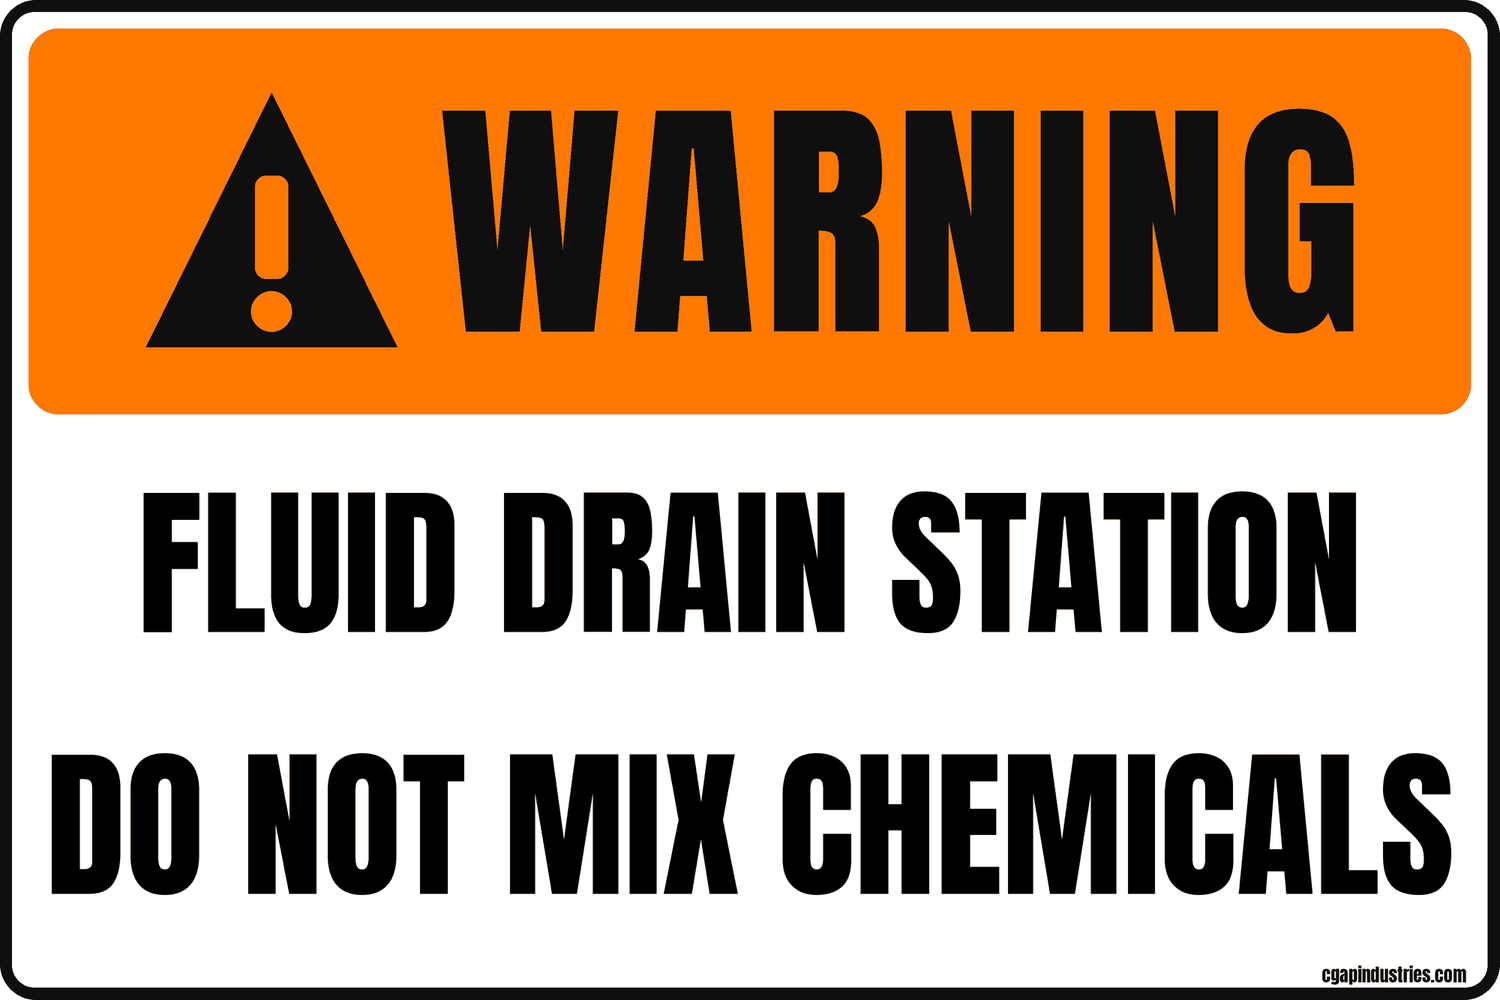 WARNING
FLUID DRAIN STATION
DO NOT MIX CHEMICALS
cgapindustries.com